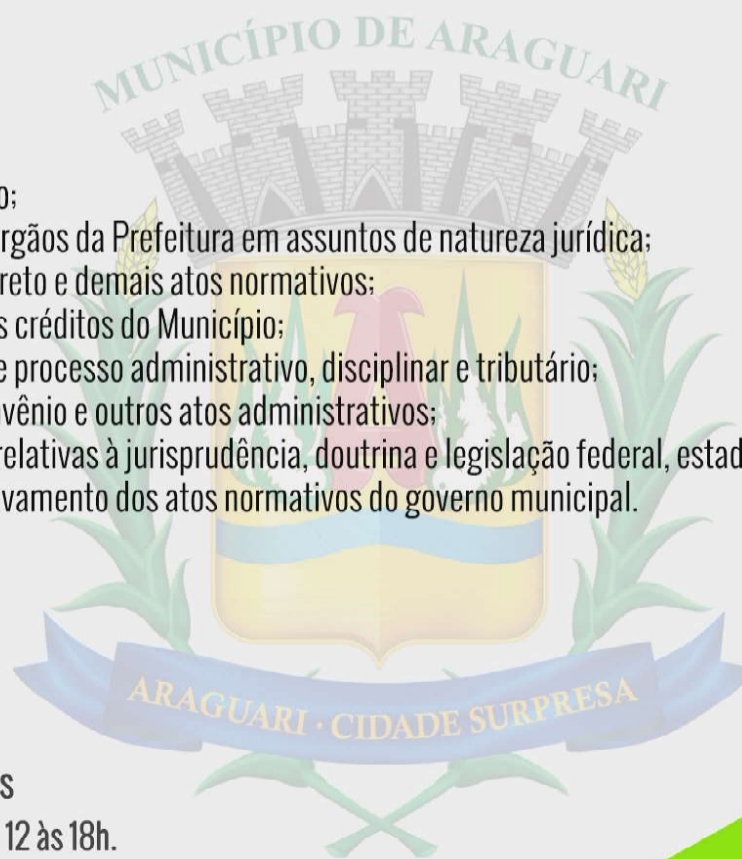 MUNICÍPIO DE ARAGUARI
o;
rgãos da Prefeitura em assuntos de natureza jurídica;
reto e demais atos normativos;
s créditos do Município;
e processo administrativo, disciplinar e tributário;
nvênio e outros atos administrativos;
relativas à jurisprudência, doutrina e legislação federal, estad
vamento dos atos normativos do governo municipal.
ARAGUARI · CIDADE SURPRESA
s
12 às 18h.